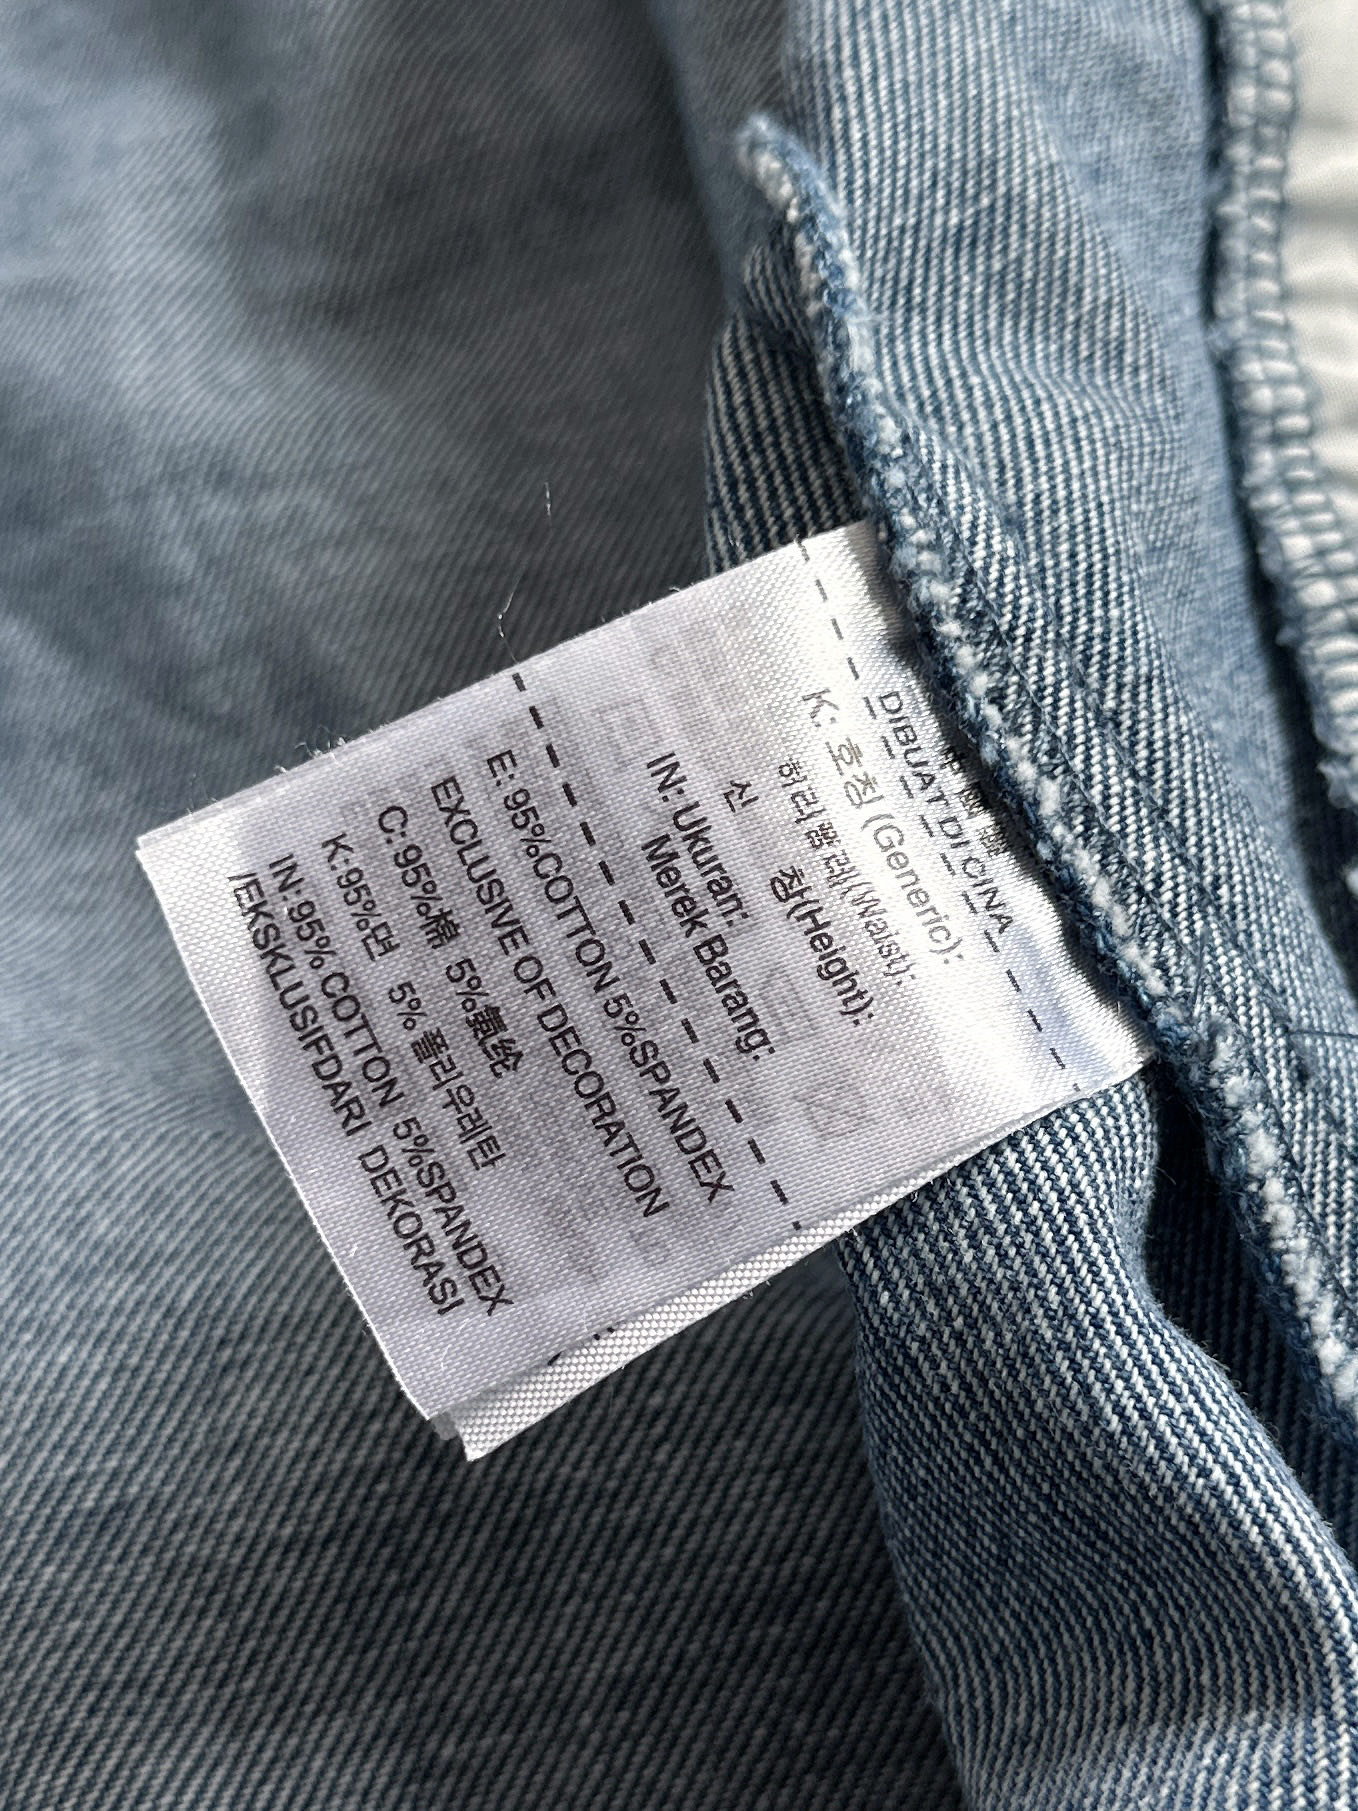 DIBUAT DI CINA
K: 호칭 (Generic):
허리둘레(Waist):
신 장(Height):
IN: Ukuran:
Merek Barang:
E: 95%COTTON 5%SPANDEX
EXCLUSIVE OF DECORATION
C: 95%棉 5%氨纶
K: 95%면 5%폴리우레탄
IN: 95% COTTON 5%SPANDEX
/EKSKLUSIFDARI DEKORASI